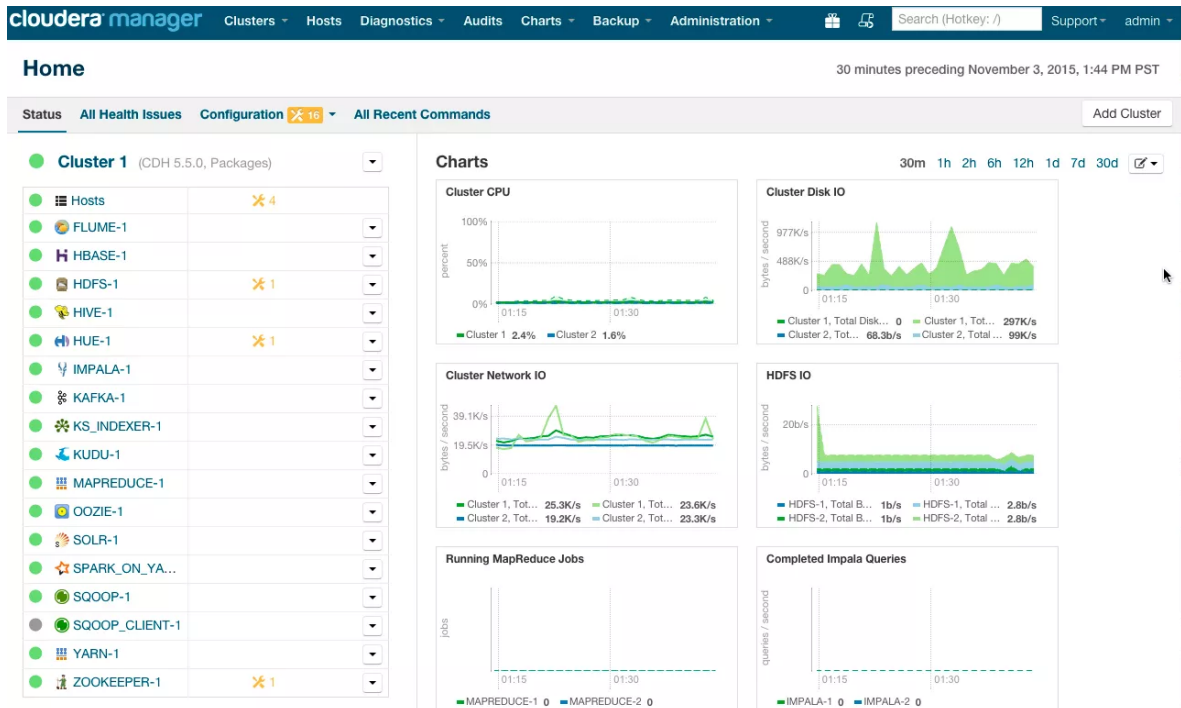 cloudera manager Clusters Hosts Diagnostics Audits Charts Backup Administration Search (Hotkey: /) Support admin
Home
30 minutes preceding November 3, 2015, 1:44 PM PST
Status All Health Issues Configuration 16 All Recent Commands Add Cluster
Cluster 1 (CDH 5.5.0, Packages)
Hosts 4
FLUME-1
HBASE-1
HDFS-1 1
HIVE-1
HUE-1 1
IMPALA-1
KAFKA-1
KS_INDEXER-1
KUDU-1
MAPREDUCE-1
OOZIE-1
SOLR-1
SPARK_ON_YA...
SQOOP-1
SQOOP_CLIENT-1
YARN-1
ZOOKEEPER-1 1
Charts
30m 1h 2h 6h 12h 1d 7d 30d
Cluster CPU
percent
100%
50%
0%
01:15 01:30
Cluster 1 2.4% Cluster 2 1.6%
Cluster Disk IO
bytes / second
977K/s
488K/s
0
01:15 01:30
Cluster 1, Total Disk... 0 Cluster 1, Tot... 297K/s
Cluster 2, Tot... 68.3b/s Cluster 2, Total ... 99K/s
Cluster Network IO
bytes / second
39.1K/s
19.5K/s
0
01:15 01:30
Cluster 1, Tot... 25.3K/s Cluster 1, Tot... 23.6K/s
Cluster 2, Tot... 19.2K/s Cluster 2, Tot... 23.3K/s
HDFS IO
bytes / second
20b/s
0
01:15 01:30
HDFS-1, Total B... 1b/s HDFS-1, Total ... 2.8b/s
HDFS-2, Total B... 1b/s HDFS-2, Total ... 2.8b/s
Running MapReduce Jobs
jobs
01:15 01:30
MAPREDUCE-1 0 MAPREDUCE-2 0
Completed Impala Queries
queries / second
01:15 01:30
IMPALA-1 0 IMPALA-2 0